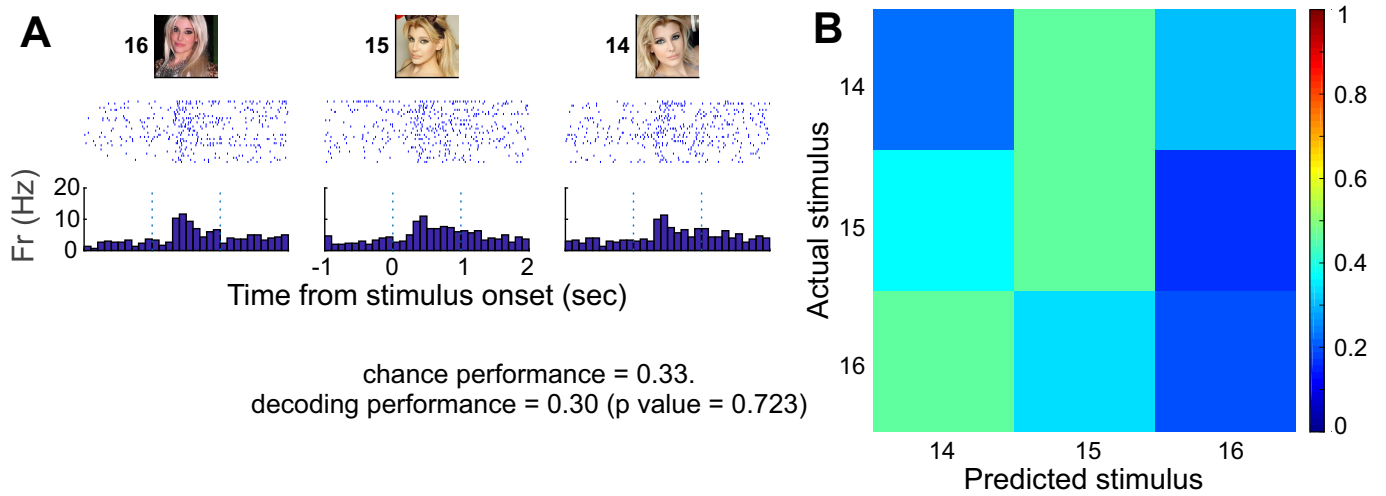 A
16
15
14
Fr (Hz)
20
10
0
-1 0 1 2
Time from stimulus onset (sec)
chance performance = 0.33.
decoding performance = 0.30 (p value = 0.723)
B
Actual stimulus
14
15
16
14 15 16
Predicted stimulus
1
0.8
0.6
0.4
0.2
0